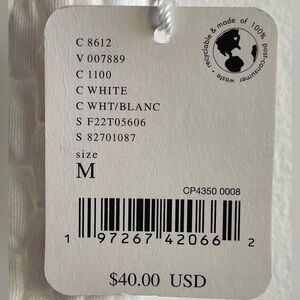 C 8612
V 007889
C 1100
C WHITE
C WHT/BLANC
S F22T05606
S 82701087
size
M
recyclable & made of 100% post-consumer waste •
CP4350 0008
1 97267 42066 2
$40.00 USD